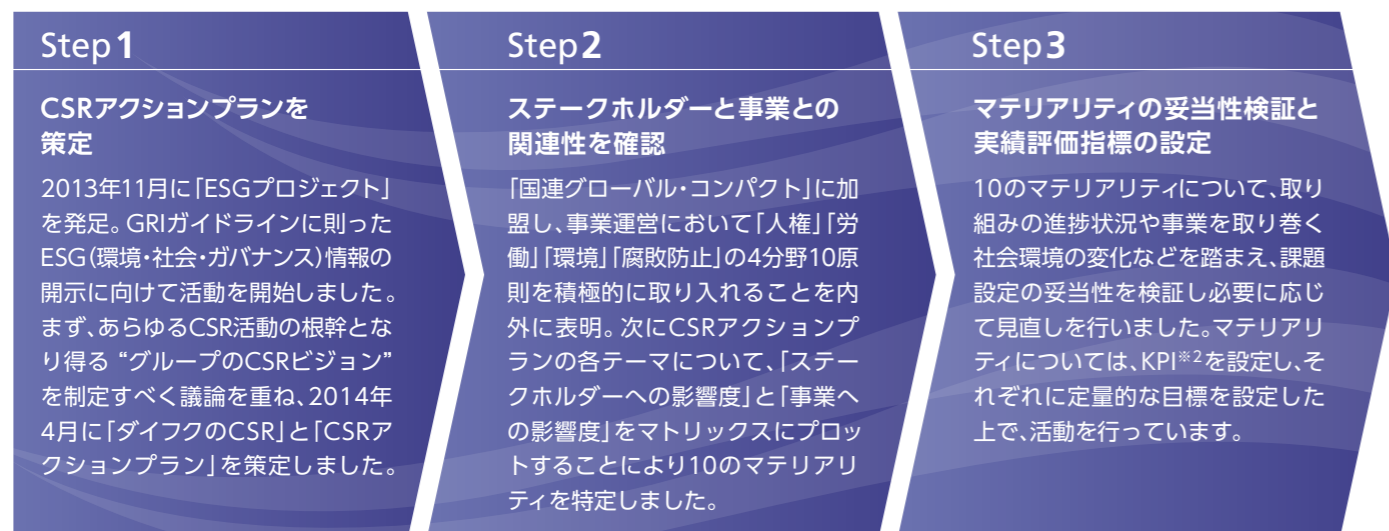 Step1
CSRアクションプランを
策定
2013年11月に「ESGプロジェクト」
を発足。GRIガイドラインに則った
ESG(環境・社会・ガバナンス)情報の
開示に向けて活動を開始しました。
まず、あらゆるCSR活動の根幹とな
り得る “グループのCSRビジョン”
を制定すべく議論を重ね、2014年
4月に「ダイフクのCSR」と「CSRア
クションプラン」を策定しました。
Step2
ステークホルダーと事業との
関連性を確認
「国連グローバル・コンパクト」に加
盟し、事業運営において「人権」「労
働」「環境」「腐敗防止」の4分野10原
則を積極的に取り入れることを内
外に表明。次にCSRアクションプ
ランの各テーマについて、「ステー
クホルダーへの影響度」と「事業へ
の影響度」をマトリックスにプロッ
トすることにより10のマテリアリ
ティを特定しました。
Step3
マテリアリティの妥当性検証と
実績評価指標の設定
10のマテリアリティについて、取り
組みの進捗状況や事業を取り巻く
社会環境の変化などを踏まえ、課題
設定の妥当性を検証し必要に応じ
て見直しを行いました。マテリアリ
ティについては、KPI※2を設定し、そ
れぞれに定量的な目標を設定した
上で、活動を行っています。